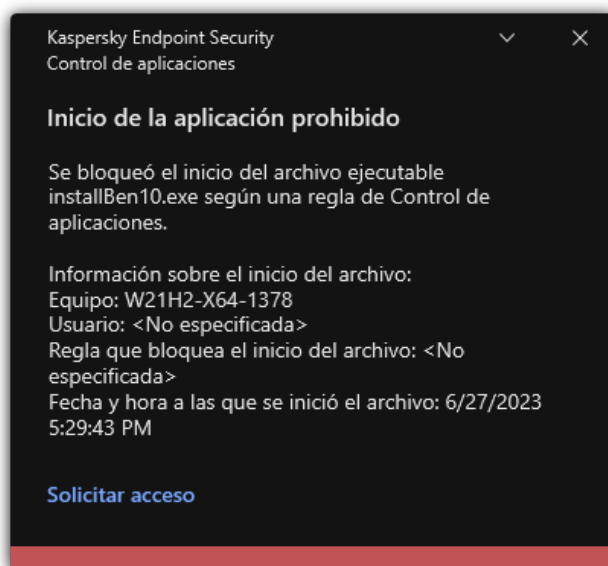 Kaspersky Endpoint Security
Control de aplicaciones
Inicio de la aplicación prohibido
Se bloqueó el inicio del archivo ejecutable
installBen10.exe según una regla de Control de
aplicaciones.
Información sobre el inicio del archivo:
Equipo: W21H2-X64-1378
Usuario: <No especificada>
Regla que bloquea el inicio del archivo: <No
especificada>
Fecha y hora a las que se inició el archivo: 6/27/2023
5:29:43 PM
Solicitar acceso